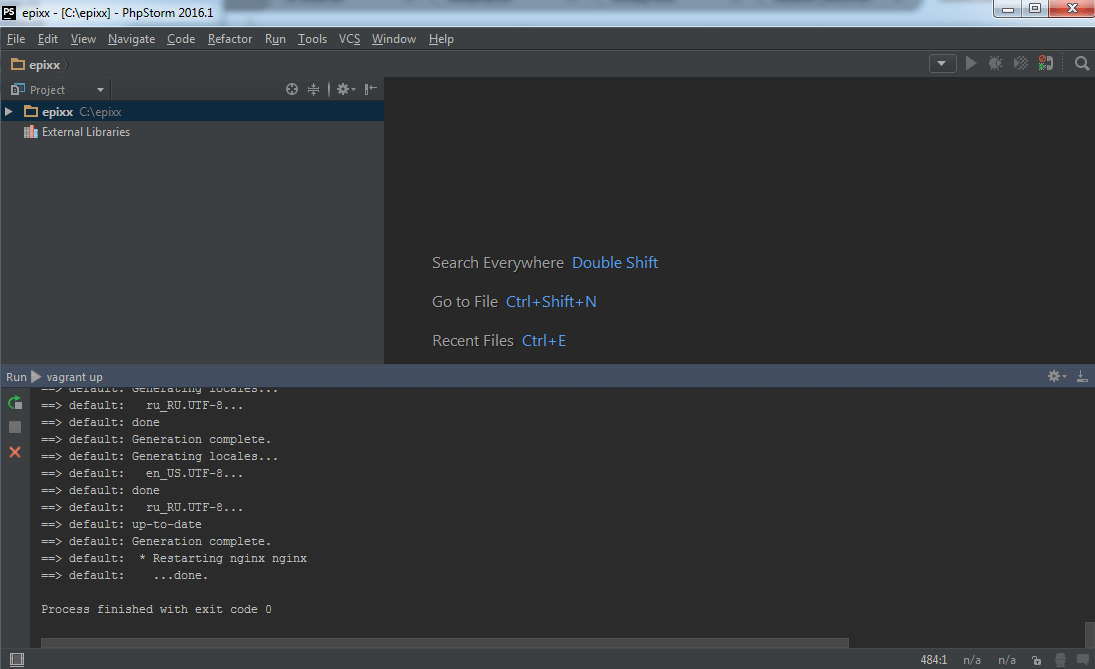 PS epixx - [C:\epixx] - PhpStorm 2016.1
File Edit View Navigate Code Refactor Run Tools VCS Window Help
epixx
Project
epixx C:\epixx
External Libraries
Search Everywhere Double Shift
Go to File Ctrl+Shift+N
Recent Files Ctrl+E
Run vagrant up
==> default: Generating locales...
==> default:   ru_RU.UTF-8...
==> default: done
==> default: Generation complete.
==> default: Generating locales...
==> default:   en_US.UTF-8...
==> default: done
==> default:   ru_RU.UTF-8...
==> default: up-to-date
==> default: Generation complete.
==> default:  * Restarting nginx nginx
==> default:    ...done.
Process finished with exit code 0
484:1 n/a n/a